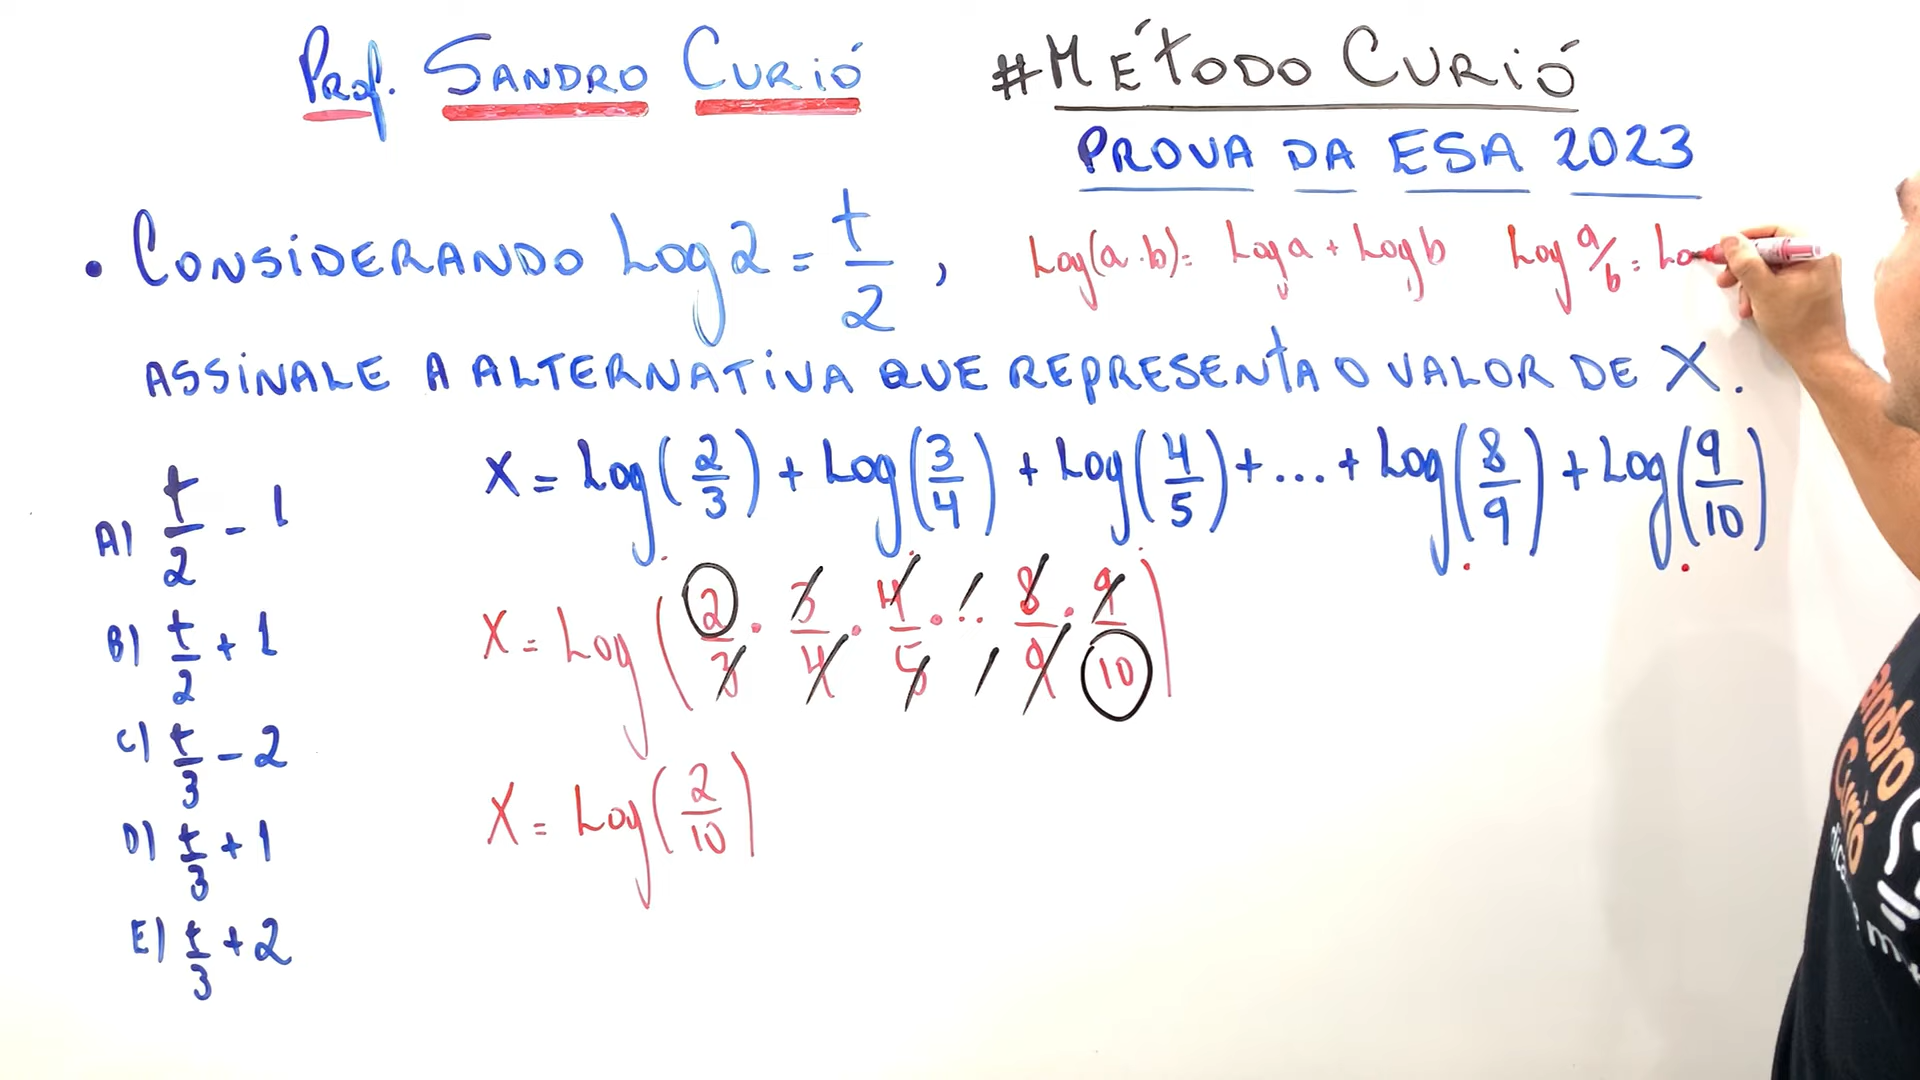 Prof. SANDRO CURIÓ
#MÉTODO CURIÓ
PROVA DA ESA 2023
• CONSIDERANDO Log 2 = t/2,
Log(a·b)= Log a + Log b
Log a/b = Lo
ASSINALE A ALTERNATIVA QUE REPRESENTA O VALOR DE X.
X = Log(2/3) + Log(3/4) + Log(4/5) + ... + Log(8/9) + Log(9/10)
A) t/2 - 1
B) t/2 + 1
C) t/3 - 2
D) t/3 + 1
E) t/3 + 2
X = Log(2/3 · 3/4 · 4/5 · ... 8/9 · 9/10)
X = Log(2/10)
andro
Curió